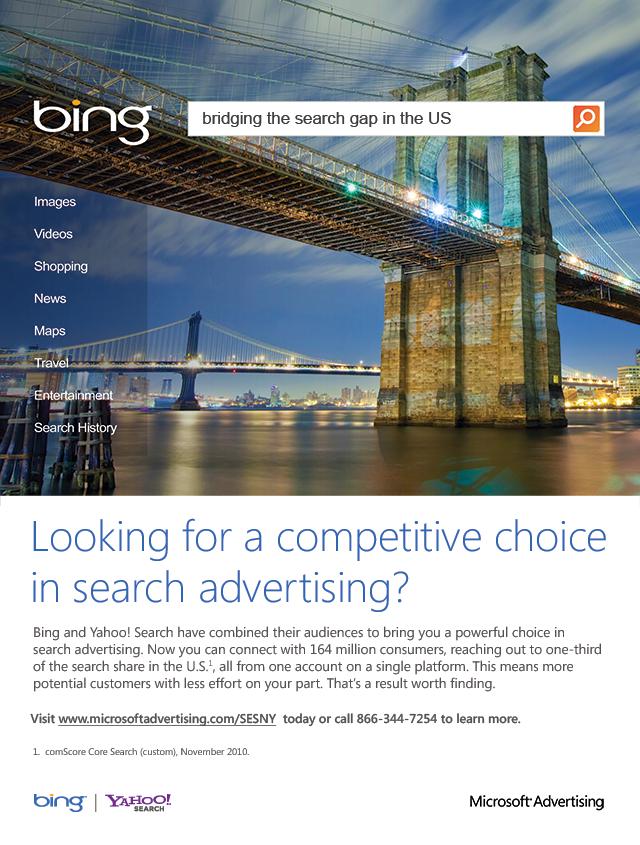 bing
bridging the search gap in the US
Images
Videos
Shopping
News
Maps
Travel
Entertainment
Search History
Looking for a competitive choice
in search advertising?
Bing and Yahoo! Search have combined their audiences to bring you a powerful choice in
search advertising. Now you can connect with 164 million consumers, reaching out to one-third
of the search share in the U.S.¹, all from one account on a single platform. This means more
potential customers with less effort on your part. That's a result worth finding.
Visit www.microsoftadvertising.com/SESNY today or call 866-344-7254 to learn more.
1. comScore Core Search (custom), November 2010.
bing | YAHOO! SEARCH
Microsoft® Advertising